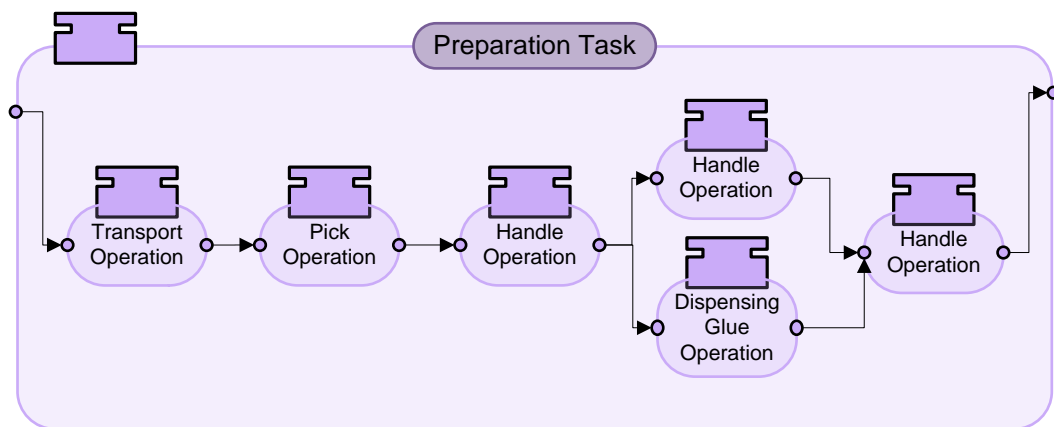 Preparation Task
Transport
Operation
Pick
Operation
Handle
Operation
Handle
Operation
Dispensing
Glue
Operation
Handle
Operation